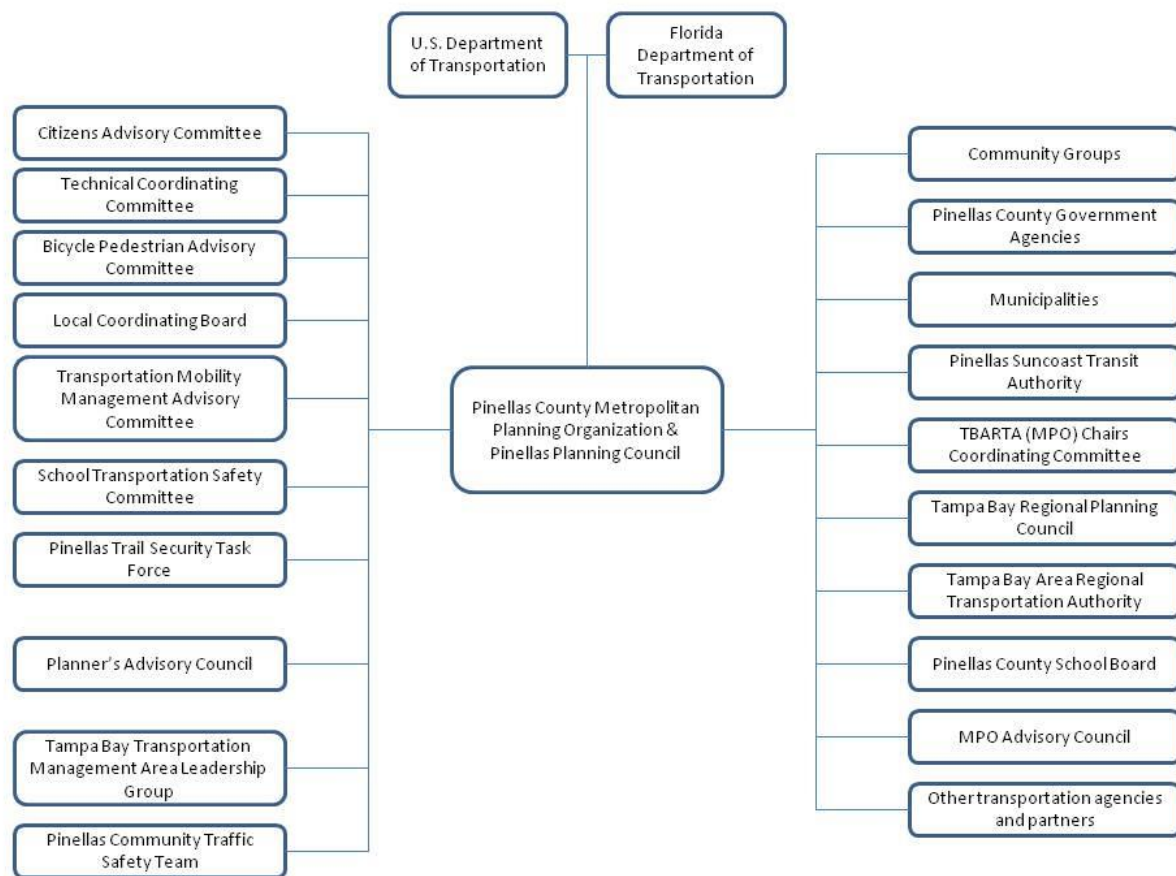 U.S. Department
of Transportation
Florida
Department of
Transportation
Citizens Advisory Committee
Technical Coordinating
Committee
Bicycle Pedestrian Advisory
Committee
Local Coordinating Board
Transportation Mobility
Management Advisory
Committee
School Transportation Safety
Committee
Pinellas Trail Security Task
Force
Planner's Advisory Council
Tampa Bay Transportation
Management Area Leadership
Group
Pinellas Community Traffic
Safety Team
Pinellas County Metropolitan
Planning Organization &
Pinellas Planning Council
Community Groups
Pinellas County Government
Agencies
Municipalities
Pinellas Suncoast Transit
Authority
TBARTA (MPO) Chairs
Coordinating Committee
Tampa Bay Regional Planning
Council
Tampa Bay Area Regional
Transportation Authority
Pinellas County School Board
MPO Advisory Council
Other transportation agencies
and partners